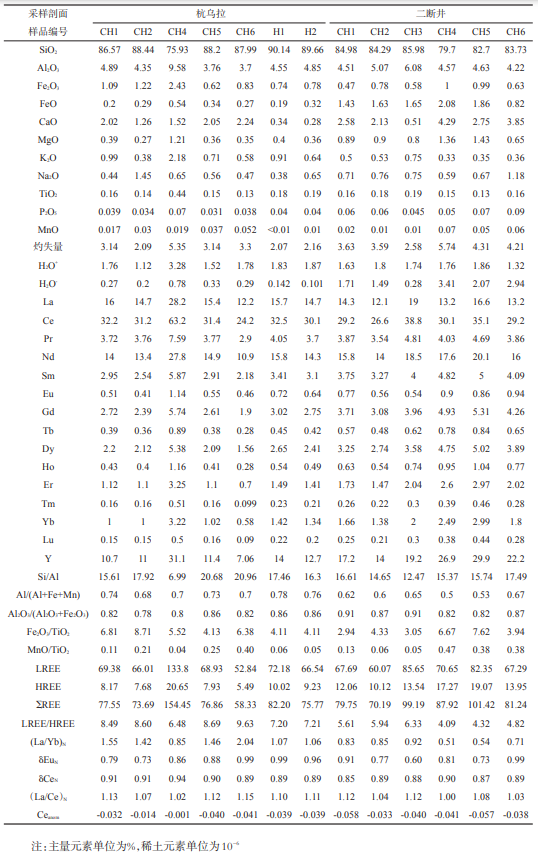 采样剖面 杭乌拉 二断井
样品编号 CH1 CH2 CH4 CH5 CH6 H1 H2 CH1 CH2 CH3 CH4 CH5 CH6
SiO₂ 86.57 88.44 75.93 88.2 87.99 90.14 89.66 84.98 84.29 85.98 79.7 82.7 83.73
Al₂O₃ 4.89 4.35 9.58 3.76 3.7 4.55 4.85 4.51 5.07 6.08 4.57 4.63 4.22
Fe₂O₃ 1.09 1.22 2.43 0.62 0.83 0.74 0.78 0.47 0.78 0.58 1 0.99 0.63
FeO 0.2 0.29 0.54 0.34 0.27 0.19 0.32 1.43 1.63 1.65 2.08 1.86 0.82
CaO 2.02 1.26 1.52 2.05 2.24 0.34 0.28 2.58 2.13 0.51 4.29 2.75 3.85
MgO 0.39 0.27 1.21 0.36 0.35 0.4 0.36 0.89 0.9 0.8 1.36 1.43 0.65
K₂O 0.99 0.38 2.18 0.71 0.58 0.91 0.64 0.5 0.53 0.75 0.33 0.35 0.36
Na₂O 0.44 1.45 0.65 0.56 0.47 0.38 0.65 0.71 0.76 0.75 0.59 0.67 1.18
TiO₂ 0.16 0.14 0.44 0.15 0.13 0.18 0.19 0.16 0.18 0.19 0.15 0.13 0.16
P₂O₅ 0.039 0.034 0.07 0.031 0.038 0.04 0.04 0.06 0.06 0.045 0.05 0.07 0.09
MnO 0.017 0.03 0.019 0.037 0.052 <0.01 0.01 0.02 0.01 0.01 0.07 0.05 0.06
灼失量 3.14 2.09 5.35 3.14 3.3 2.07 2.16 3.63 3.59 2.58 5.74 4.31 4.21
H₂O⁺ 1.76 1.12 3.28 1.52 1.78 1.83 1.87 1.63 1.8 1.74 1.76 1.86 1.32
H₂O⁻ 0.27 0.2 0.78 0.33 0.29 0.142 0.101 1.71 1.49 0.28 3.41 2.07 2.94
La 16 14.7 28.2 15.4 12.2 15.7 14.7 14.3 12.1 19 13.2 16.6 13.2
Ce 32.2 31.2 63.2 31.4 24.2 32.5 30.1 29.2 26.6 38.8 30.1 35.1 29.2
Pr 3.72 3.76 7.59 3.77 2.9 4.05 3.7 3.87 3.54 4.81 4.03 4.69 3.86
Nd 14 13.4 27.8 14.9 10.9 15.8 14.3 15.8 14 18.5 17.6 20.1 16
Sm 2.95 2.54 5.87 2.91 2.18 3.41 3.1 3.75 3.27 4 4.82 5 4.09
Eu 0.51 0.41 1.14 0.55 0.46 0.72 0.64 0.77 0.56 0.54 0.9 0.86 0.94
Gd 2.72 2.39 5.74 2.61 1.9 3.02 2.75 3.71 3.08 3.96 4.93 5.31 4.26
Tb 0.39 0.36 0.89 0.38 0.28 0.45 0.42 0.57 0.48 0.62 0.78 0.84 0.65
Dy 2.2 2.12 5.38 2.09 1.56 2.65 2.41 3.25 2.74 3.58 4.75 5.02 3.89
Ho 0.43 0.4 1.16 0.41 0.28 0.54 0.49 0.63 0.54 0.74 0.95 1.04 0.77
Er 1.12 1.1 3.25 1.1 0.7 1.49 1.41 1.73 1.47 2.04 2.6 2.97 2.02
Tm 0.16 0.16 0.51 0.16 0.099 0.23 0.21 0.26 0.22 0.3 0.39 0.46 0.28
Yb 1 1 3.22 1.02 0.58 1.42 1.34 1.66 1.38 2 2.49 2.99 1.8
Lu 0.15 0.15 0.5 0.16 0.09 0.22 0.2 0.25 0.21 0.3 0.38 0.44 0.28
Y 10.7 11 31.1 11.4 7.06 14 12.7 17.2 14 19.2 26.9 29.9 22.2
Si/Al 15.61 17.92 6.99 20.68 20.96 17.46 16.3 16.61 14.65 12.47 15.37 15.74 17.49
Al/(Al+Fe+Mn) 0.74 0.68 0.7 0.73 0.7 0.78 0.76 0.62 0.6 0.65 0.5 0.53 0.67
Al₂O₃/(Al₂O₃+Fe₂O₃) 0.82 0.78 0.8 0.86 0.82 0.86 0.86 0.91 0.87 0.91 0.82 0.82 0.87
Fe₂O₃/TiO₂ 6.81 8.71 5.52 4.13 6.38 4.11 4.11 2.94 4.33 3.05 6.67 7.62 3.94
MnO/TiO₂ 0.11 0.21 0.04 0.25 0.40 0.06 0.05 0.13 0.06 0.05 0.47 0.38 0.38
LREE 69.38 66.01 133.8 68.93 52.84 72.18 66.54 67.69 60.07 85.65 70.65 82.35 67.29
HREE 8.17 7.68 20.65 7.93 5.49 10.02 9.23 12.06 10.12 13.54 17.27 19.07 13.95
ΣREE 77.55 73.69 154.45 76.86 58.33 82.20 75.77 79.75 70.19 99.19 87.92 101.42 81.24
LREE/HREE 8.49 8.60 6.48 8.69 9.63 7.20 7.21 5.61 5.94 6.33 4.09 4.32 4.82
(La/Yb)N 1.55 1.42 0.85 1.46 2.04 1.07 1.06 0.83 0.85 0.92 0.51 0.54 0.71
δEuN 0.79 0.73 0.86 0.88 0.99 0.99 0.96 0.91 0.77 0.60 0.81 0.73 0.99
δCeN 0.91 0.91 0.94 0.90 0.89 0.89 0.89 0.85 0.89 0.88 0.90 0.87 0.89
(La/Ce)N 1.13 1.07 1.02 1.12 1.15 1.10 1.11 1.12 1.04 1.12 1.00 1.08 1.03
Ceanom -0.032 -0.014 -0.001 -0.040 -0.041 -0.039 -0.039 -0.058 -0.033 -0.040 -0.041 -0.057 -0.038
注:主量元素单位为%,稀土元素单位为10⁻⁶